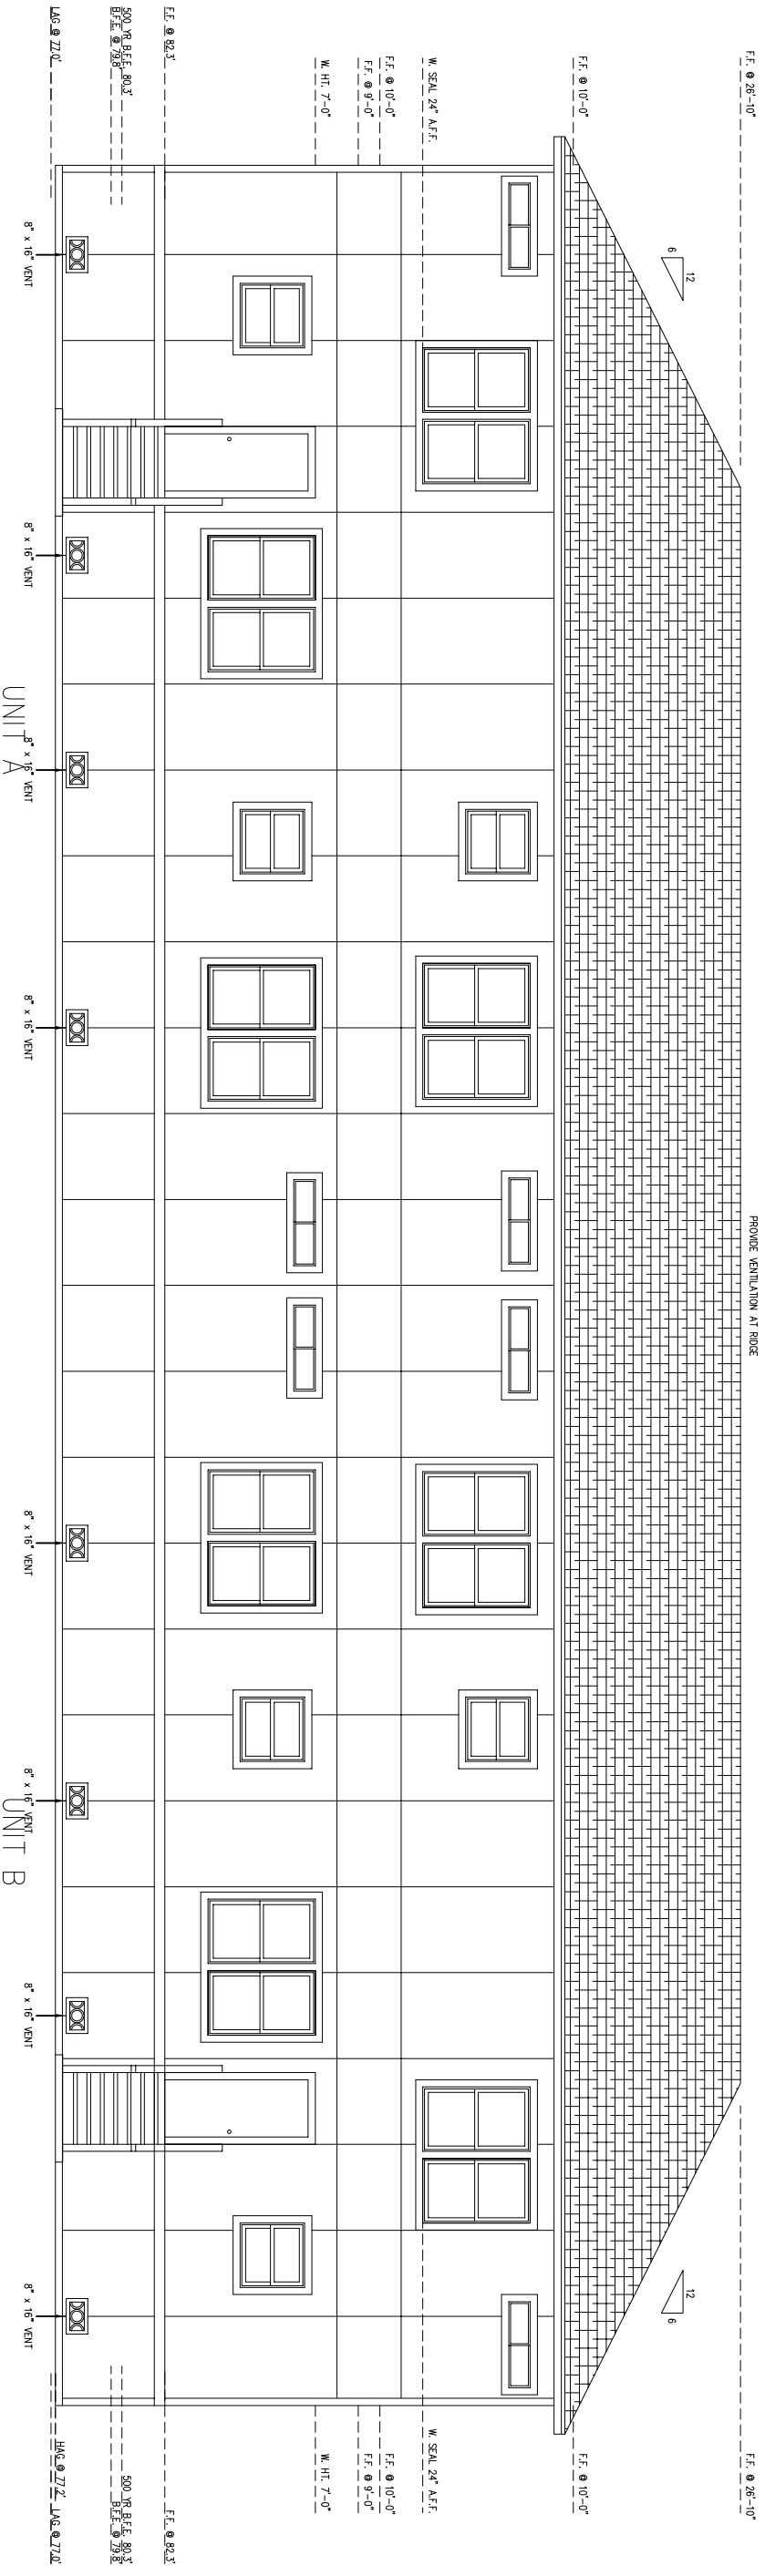 F.F. @ 26'-10"
PROVIDE VENTILATION AT RIDGE
F.F. @ 26'-10"
12
6
12
6
F.F. @ 10'-0"
F.F. @ 10'-0"
W. SEAL 24" A.F.F.
W. SEAL 24" A.F.F.
F.F. @ 10'-0"
F.F. @ 10'-0"
F.F. @ 9'-0"
F.F. @ 9'-0"
W. HT. 7'-0"
W. HT. 7'-0"
F.F. @ 82.3'
F.F. @ 82.3'
500 YR B.F.E. 80.3'
500 YR B.F.E. 80.3'
B.F.E. @ 79.8'
B.F.E. @ 79.8'
HAG @ 77.2'
LAG @ 77.0'
LAG @ 77.0'
8" x 16" VENT
8" x 16" VENT
8" x 16" VENT
8" x 16" VENT
8" x 16" VENT
8" x 16" VENT
8" x 16" VENT
8" x 16" VENT
UNIT A
UNIT B